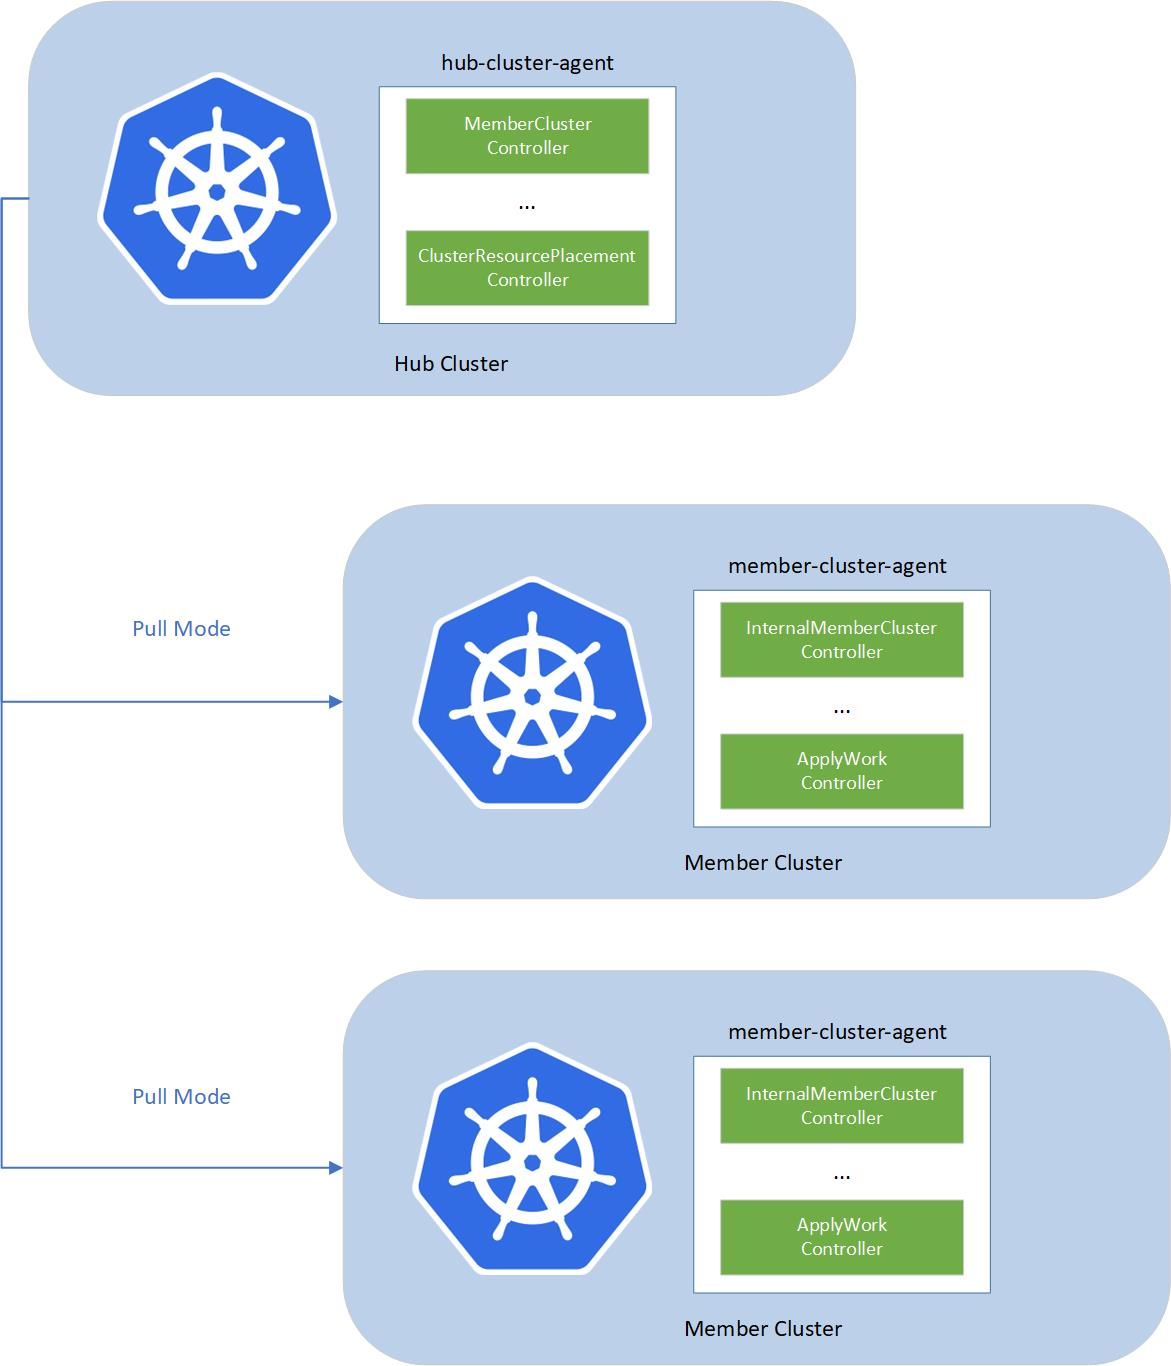 hub-cluster-agent
MemberCluster
Controller
...
ClusterResourcePlacement
Controller
Hub Cluster
member-cluster-agent
Pull Mode
InternalMemberCluster
Controller
...
ApplyWork
Controller
Member Cluster
member-cluster-agent
Pull Mode
InternalMemberCluster
Controller
...
ApplyWork
Controller
Member Cluster